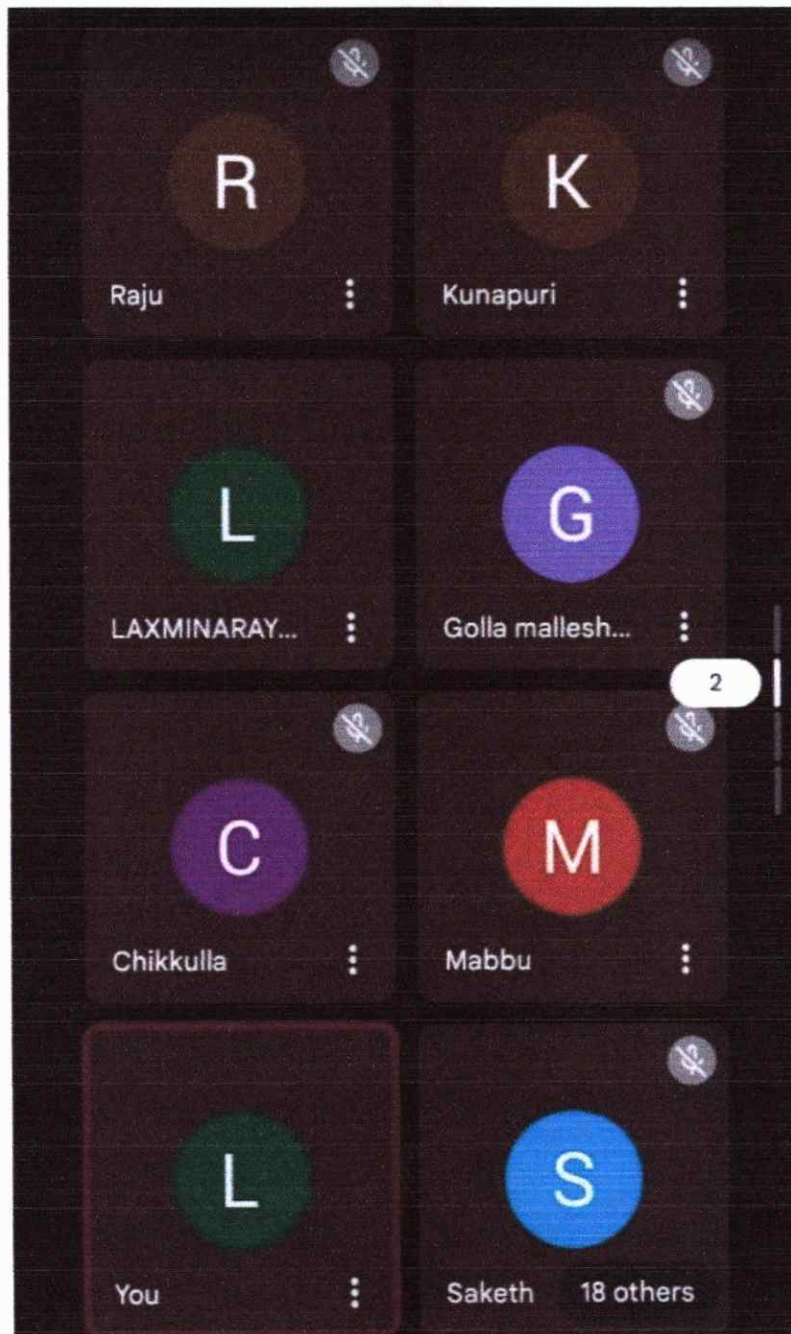 R K
Raju Kunapuri
L G
LAXMINARAY... Golla mallesh...
2
C M
Chikkulla Mabbu
L S
You Saketh 18 others